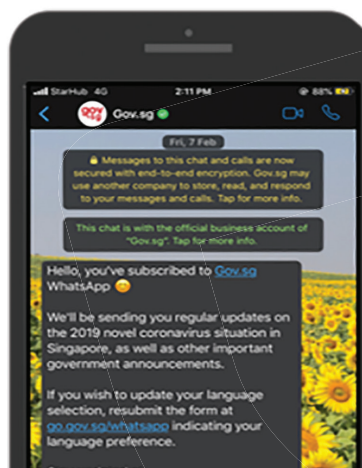 StarHub 4G 2:11 PM 88%
gov sg Gov.sg
Fri, 7 Feb
Messages to this chat and calls are now
secured with end-to-end encryption. Gov.sg may
use another company to store, read, and respond
to your messages and calls. Tap for more info.
This chat is with the official business account of
"Gov.sg". Tap for more info.
Hello, you've subscribed to Gov.sg
WhatsApp 😊
We'll be sending you regular updates on
the 2019 novel coronavirus situation in
Singapore, as well as other important
government announcements.
If you wish to update your language
selection, resubmit the form at
go.gov.sg/whatsapp indicating your
language preference.